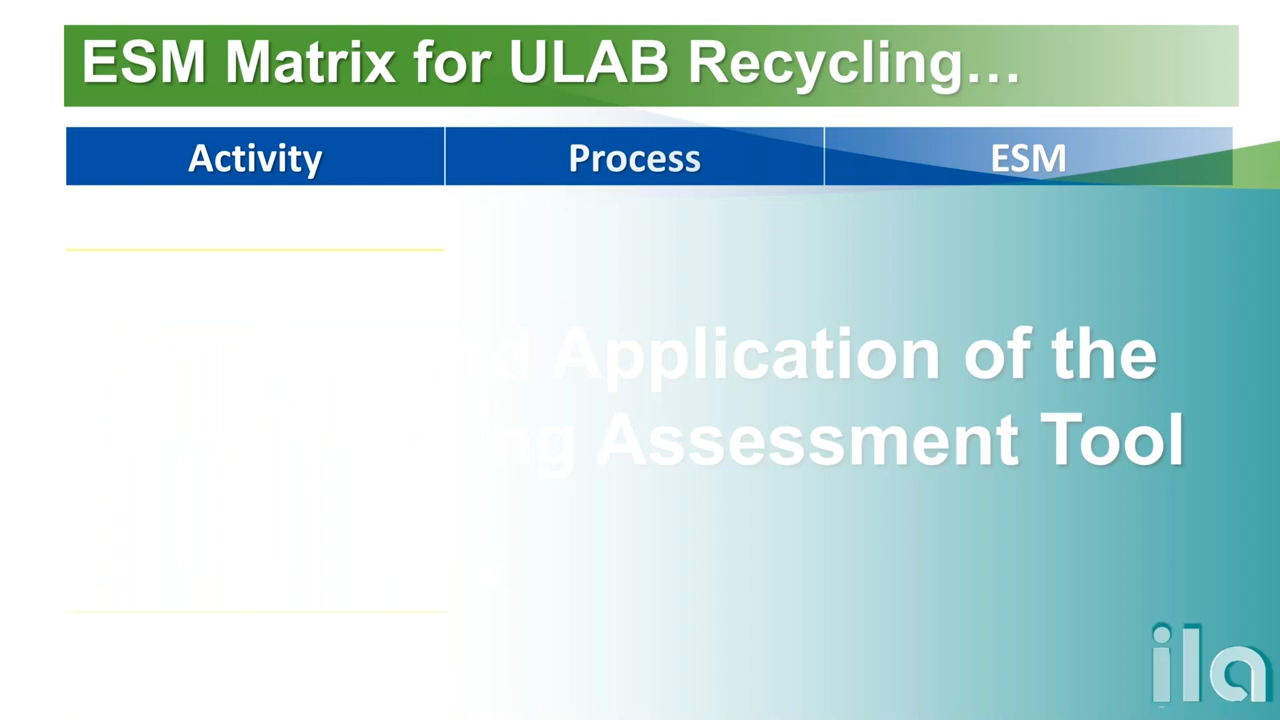 ESM Matrix for ULAB Recycling...
Activity Process ESM
Application of the
Assessment Tool
ila